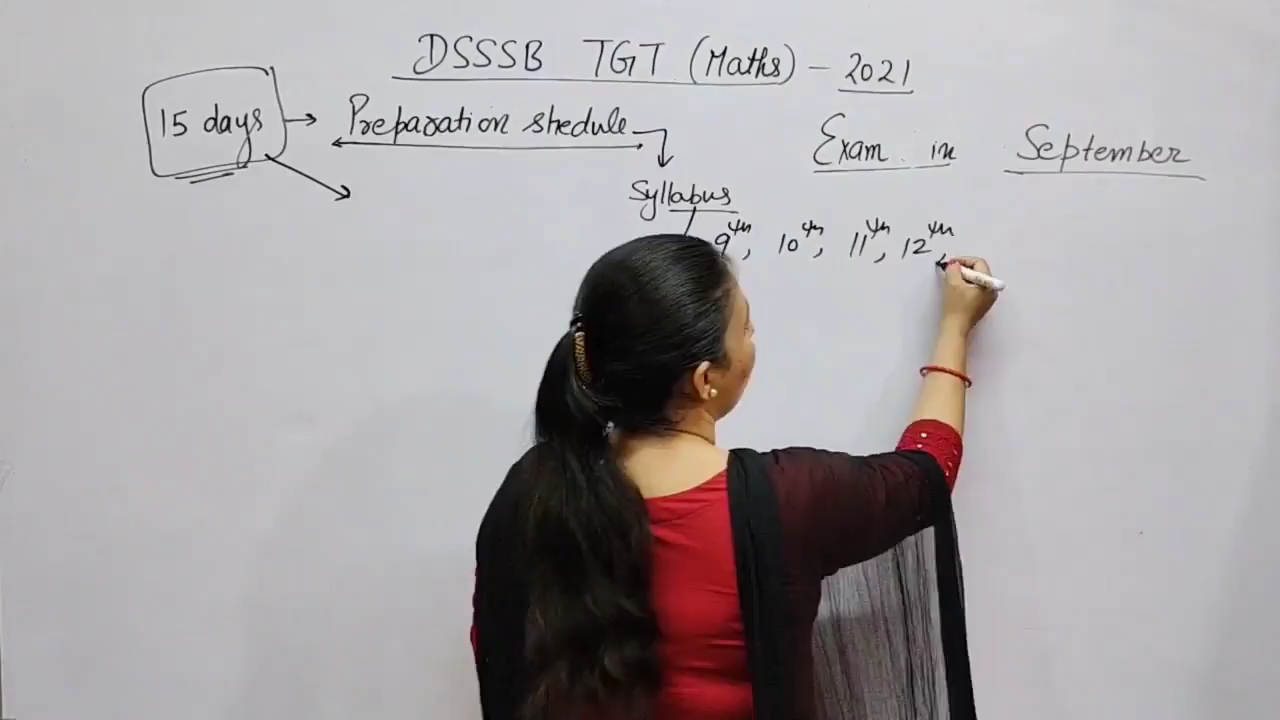 DSSSB TGT (Maths) - 2021
15 days → Preparation shedule
Exam in September
Syllabus
9th, 10th, 11th, 12th,